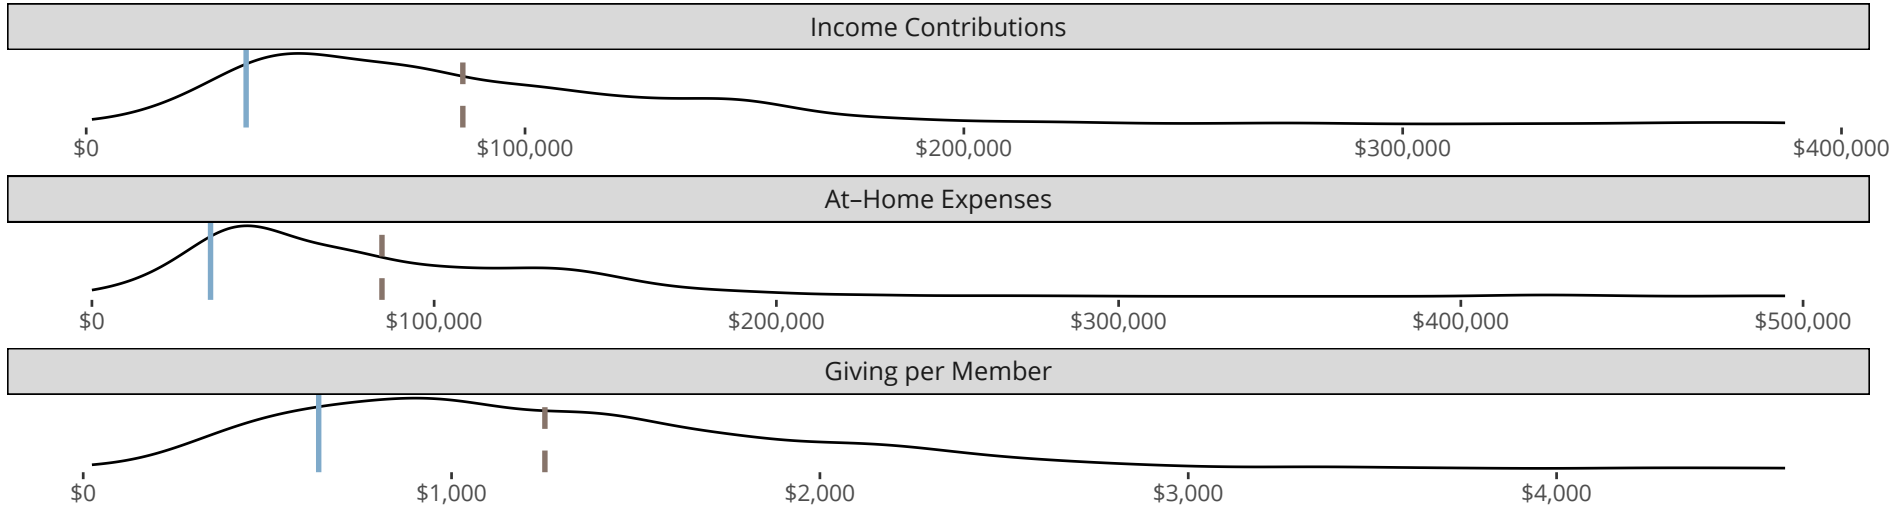 Income Contributions
$0 $100,000 $200,000 $300,000 $400,000
At–Home Expenses
$0 $100,000 $200,000 $300,000 $400,000 $500,000
Giving per Member
$0 $1,000 $2,000 $3,000 $4,000